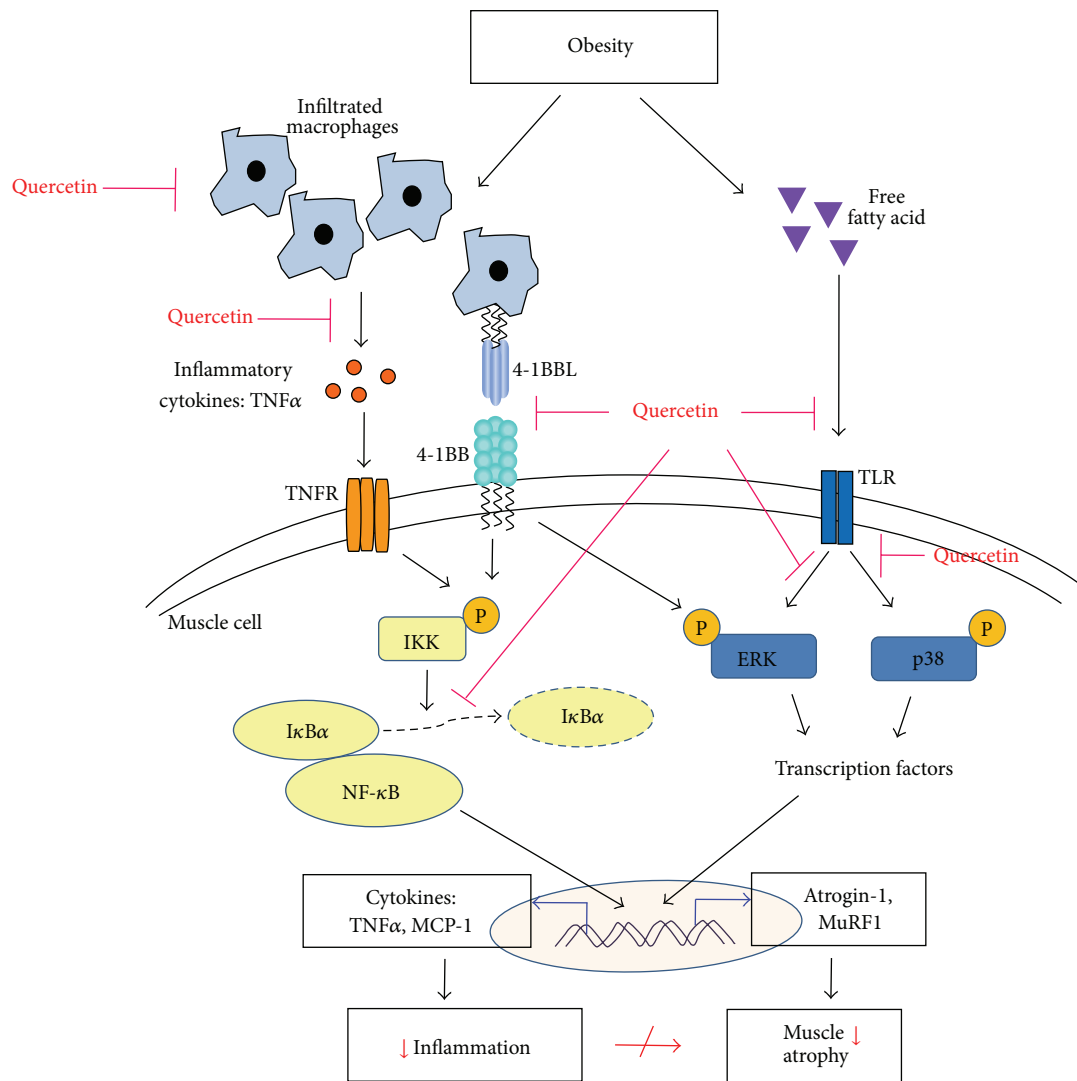 Obesity
Infiltrated
macrophages
Quercetin
Free
fatty acid
Quercetin
Inflammatory
cytokines: TNFα
4-1BBL
Quercetin
4-1BB
TNFR
TLR
Quercetin
Muscle cell
P
IKK
P
ERK
P
p38
IκBα
IκBα
NF-κB
Transcription factors
Cytokines:
TNFα, MCP-1
Atrogin-1,
MuRF1
↓ Inflammation
Muscle ↓
atrophy